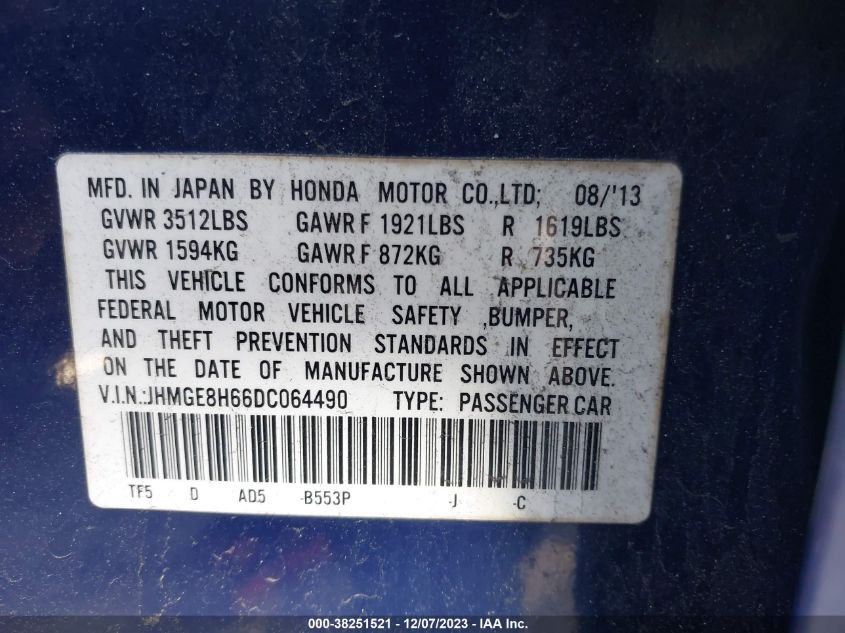 MFD. IN JAPAN BY HONDA MOTOR CO.,LTD; 08/'13
GVWR 3512LBS GAWR F 1921LBS R 1619LBS
GVWR 1594KG GAWR F 872KG R 735KG
THIS VEHICLE CONFORMS TO ALL APPLICABLE
FEDERAL MOTOR VEHICLE SAFETY ,BUMPER,
AND THEFT PREVENTION STANDARDS IN EFFECT
ON THE DATE OF MANUFACTURE SHOWN ABOVE.
V.I.N.:JHMGE8H66DC064490 TYPE: PASSENGER CAR
TF5 D AD5 -B553P -J -C
000-38251521 - 12/07/2023 - © IAA, Inc.